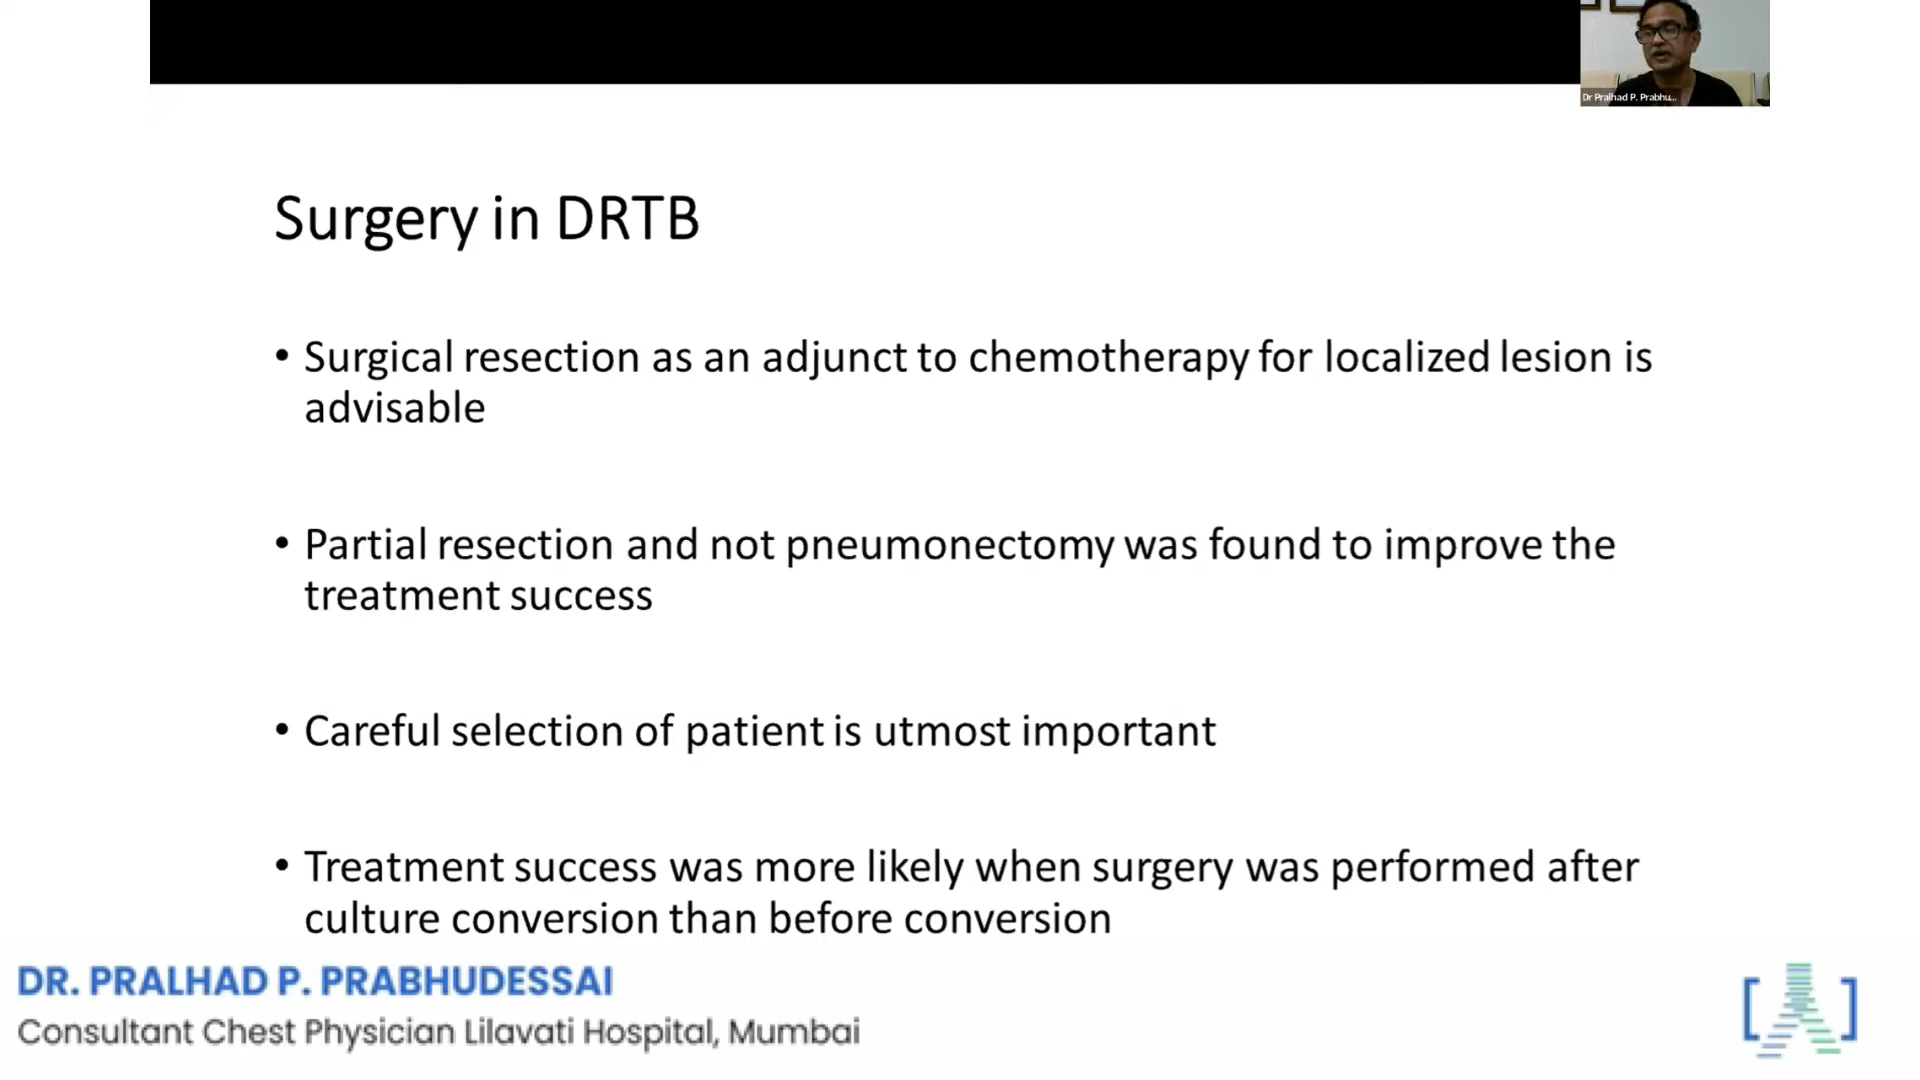 Dr Pralhad P. Prabhu...
Surgery in DRTB
• Surgical resection as an adjunct to chemotherapy for localized lesion is
advisable
• Partial resection and not pneumonectomy was found to improve the
treatment success
• Careful selection of patient is utmost important
• Treatment success was more likely when surgery was performed after
culture conversion than before conversion
DR. PRALHAD P. PRABHUDESSAI
Consultant Chest Physician Lilavati Hospital, Mumbai